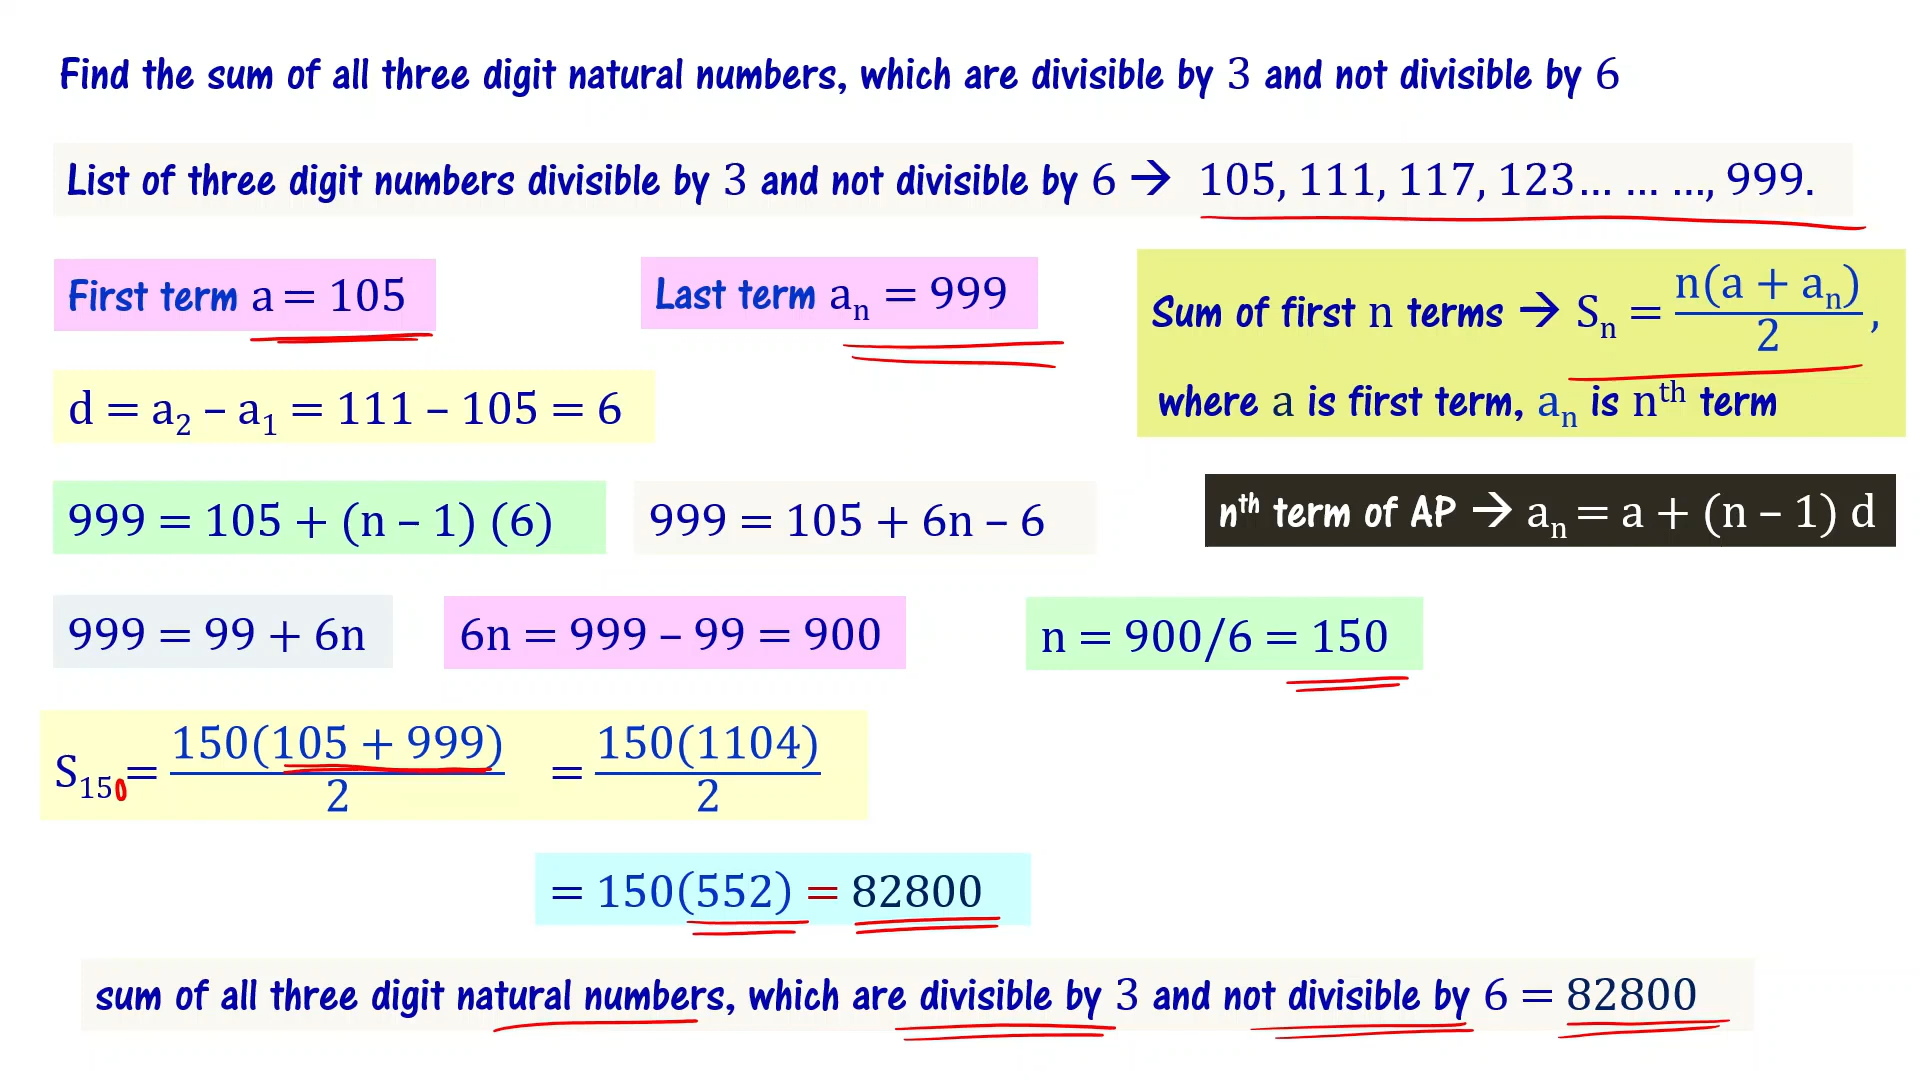 Find the sum of all three digit natural numbers, which are divisible by 3 and not divisible by 6
List of three digit numbers divisible by 3 and not divisible by 6 → 105, 111, 117, 123… … …, 999.
First term a = 105
Last term aₙ = 999
Sum of first n terms → Sₙ = n(a + aₙ)/2,
where a is first term, aₙ is nᵗʰ term
d = a₂ – a₁ = 111 – 105 = 6
999 = 105 + (n – 1) (6)
999 = 105 + 6n – 6
nᵗʰ term of AP → aₙ = a + (n – 1) d
999 = 99 + 6n
6n = 999 – 99 = 900
n = 900/6 = 150
S₁₅₀ = 150(105 + 999)/2 = 150(1104)/2
= 150(552) = 82800
sum of all three digit natural numbers, which are divisible by 3 and not divisible by 6 = 82800